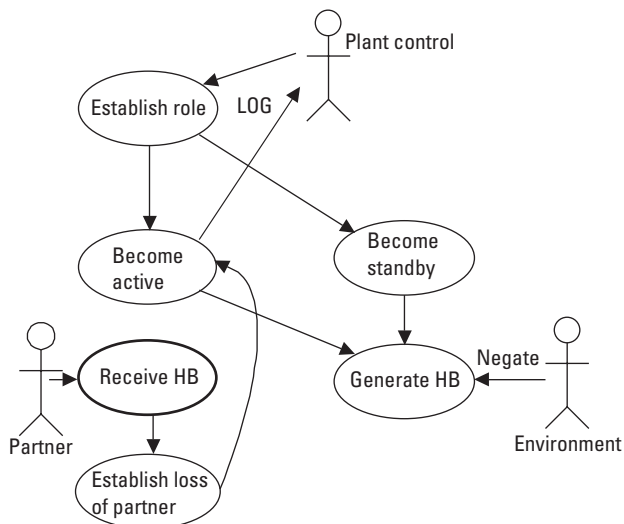 Plant control
Establish role
LOG
Become
active
Become
standby
Receive HB
Generate HB
Negate
Partner
Environment
Establish loss
of partner